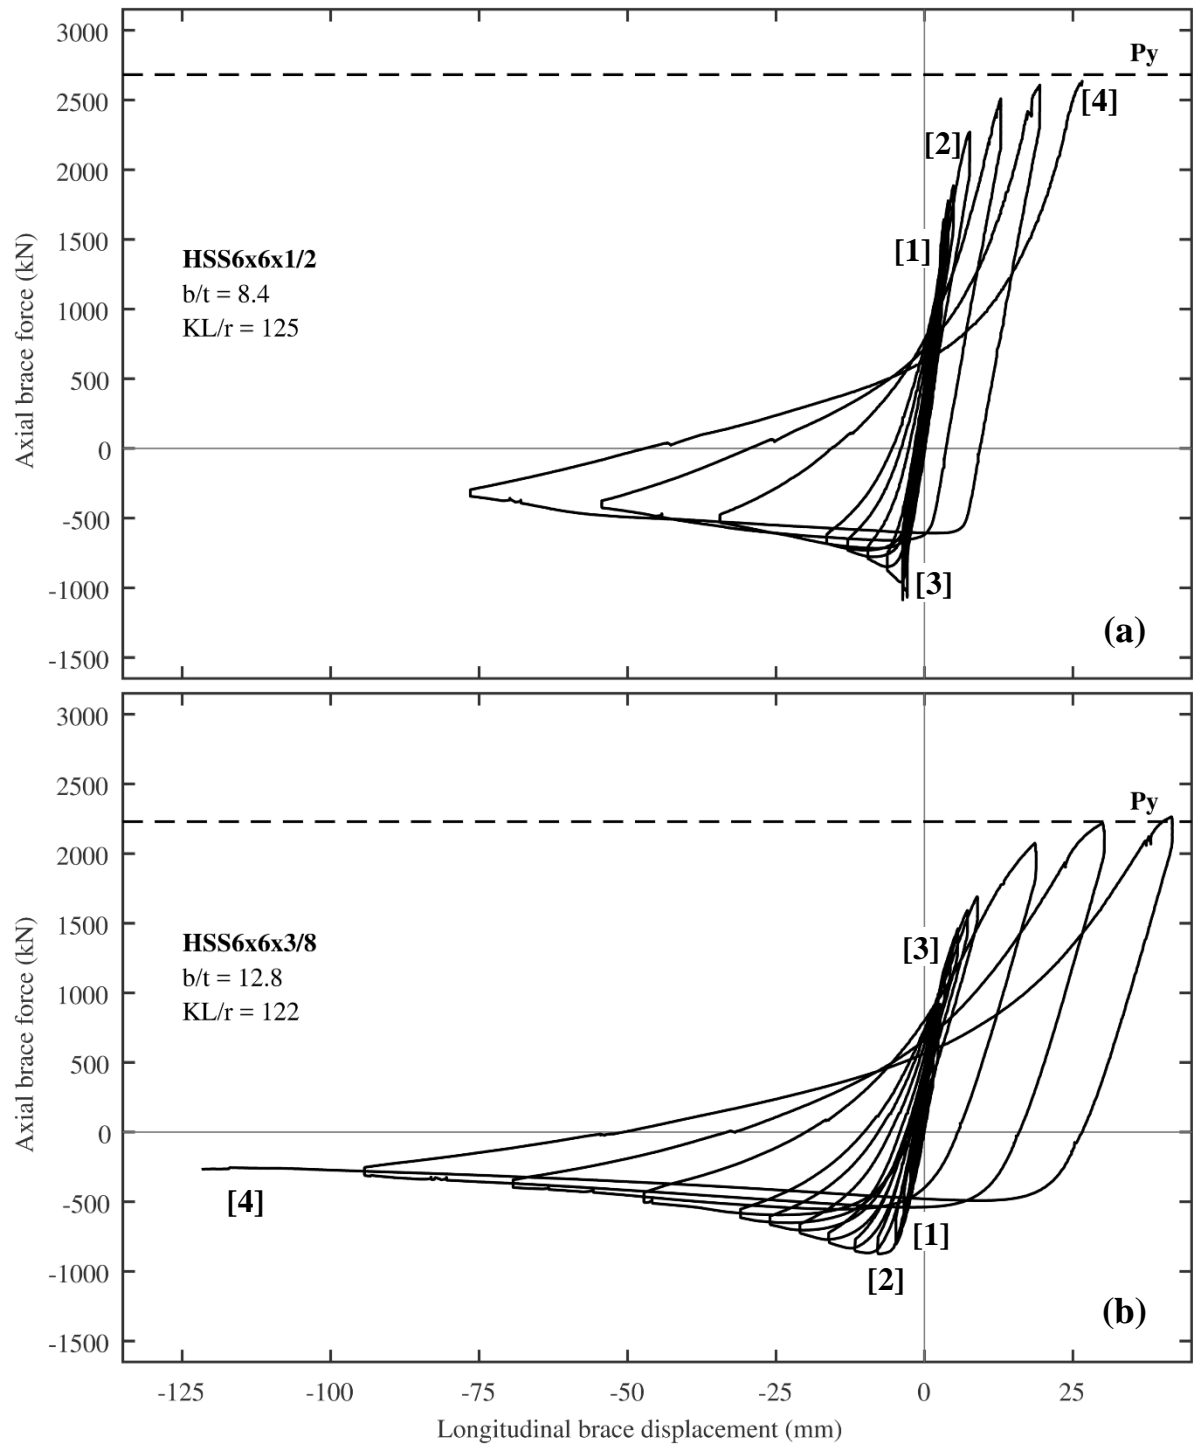 3000
Py
2500
[4]
[2]
2000
1500
[1]
HSS6x6x1/2
b/t = 8.4
1000
KL/r = 125
500
0
-500
[3]
-1000
(a)
-1500
Axial brace force (kN)
3000
2500
Py
2000
1500
[3]
HSS6x6x3/8
b/t = 12.8
1000
KL/r = 122
500
0
-500
[4]
[1]
-1000
[2]
(b)
-1500
Axial brace force (kN)
-125 -100 -75 -50 -25 0 25
Longitudinal brace displacement (mm)